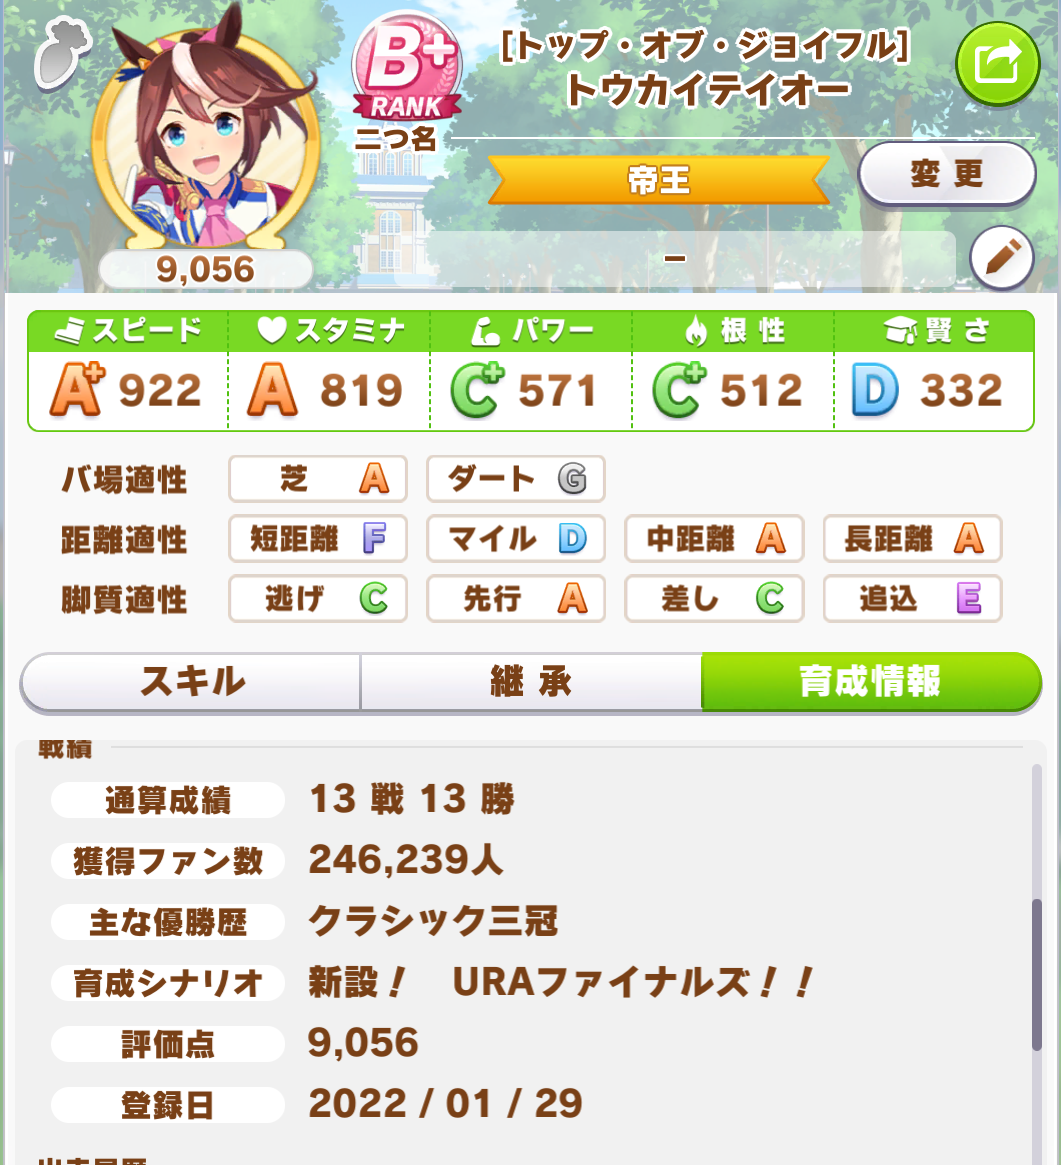 B+
RANK
[トップ・オブ・ジョイフル]
トウカイテイオー
二つ名
帝王
変更
9,056
–
スピード スタミナ パワー 根性 賢さ
A+ 922 A 819 C+ 571 C+ 512 D 332
バ場適性 芝 A ダート G
距離適性 短距離 F マイル D 中距離 A 長距離 A
脚質適性 逃げ C 先行 A 差し C 追込 E
スキル 継承 育成情報
戦績
通算成績 13 戦 13 勝
獲得ファン数 246,239人
主な優勝歴 クラシック三冠
育成シナリオ 新設！ URAファイナルズ！！
評価点 9,056
登録日 2022 / 01 / 29